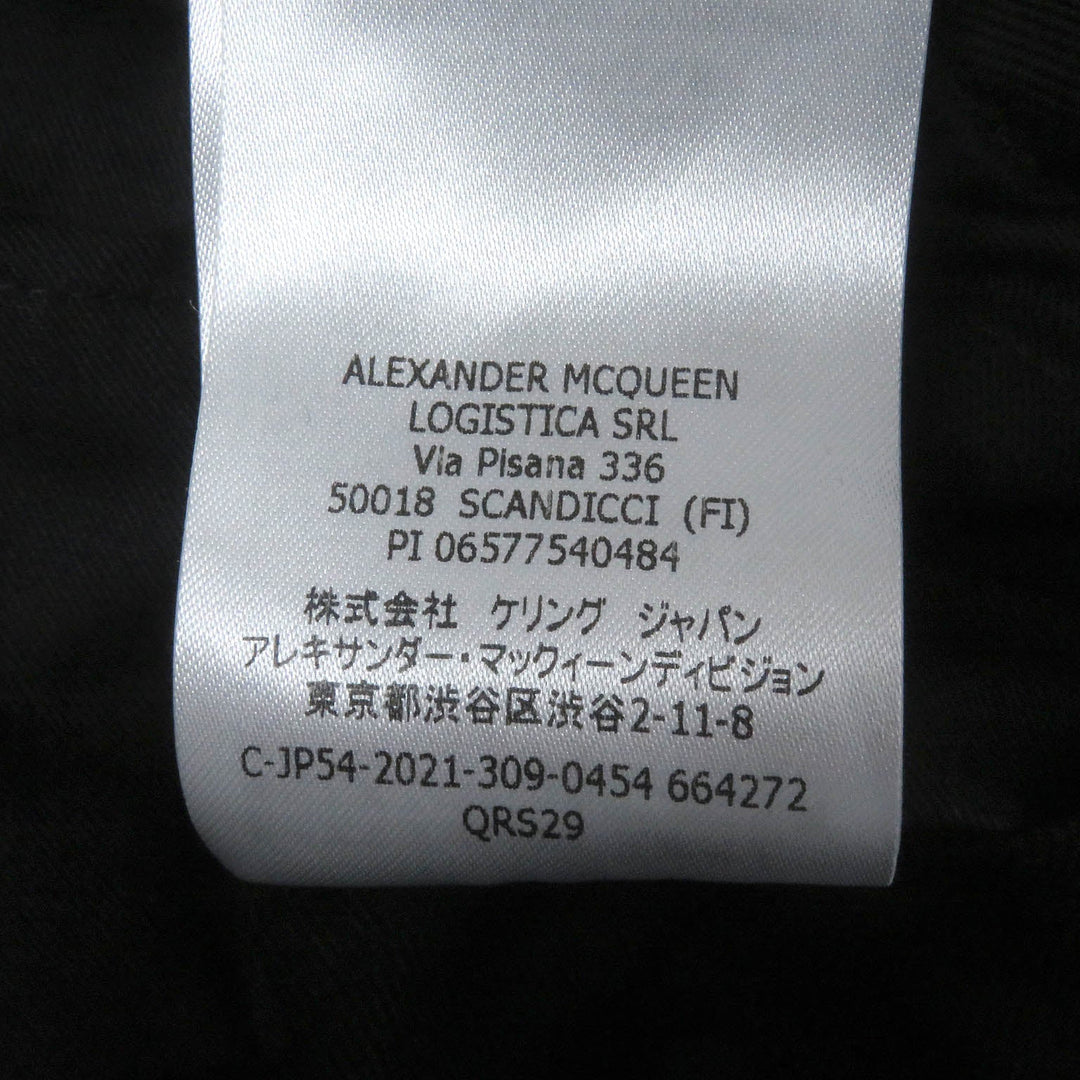 ALEXANDER MCQUEEN
LOGISTICA SRL
Via Pisana 336
50018 SCANDICCI (FI)
PI 06577540484
株式会社 ケリング ジャパン
アレキサンダー・マックィーンディビジョン
東京都渋谷区渋谷2-11-8
C-JP54-2021-309-0454 664272
QRS29